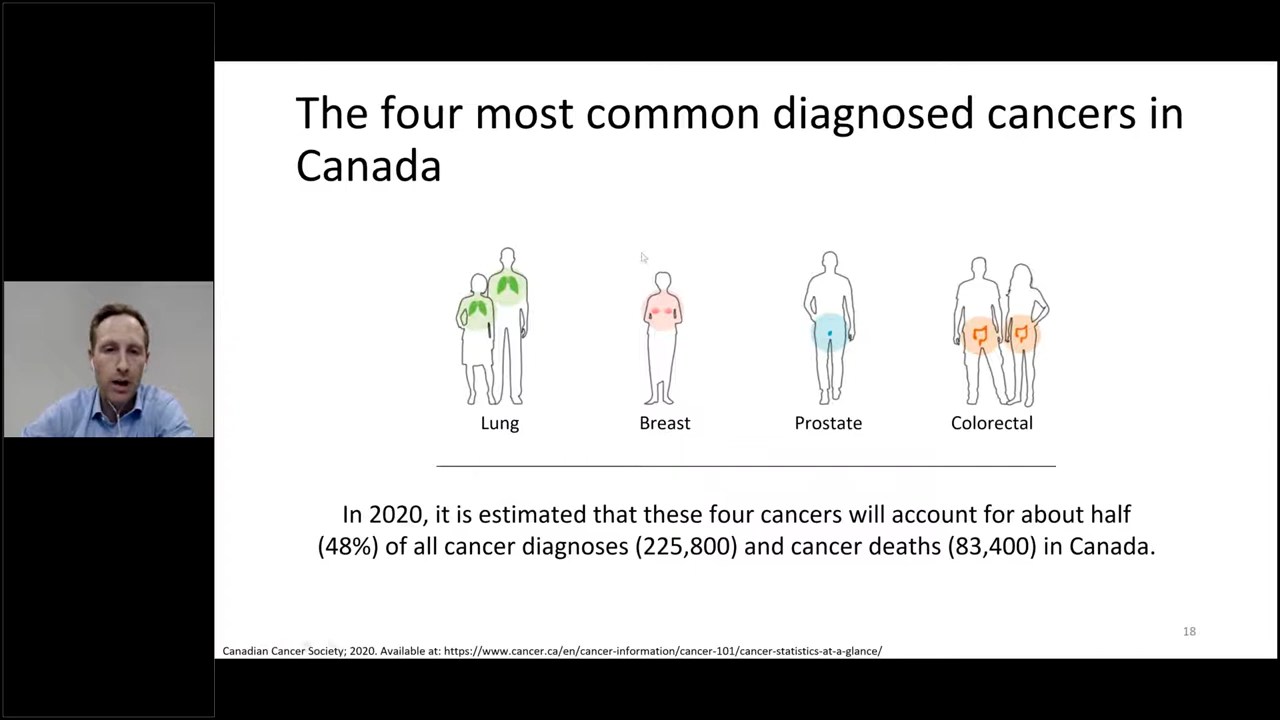 The four most common diagnosed cancers in
Canada
Lung
Breast
Prostate
Colorectal
In 2020, it is estimated that these four cancers will account for about half
(48%) of all cancer diagnoses (225,800) and cancer deaths (83,400) in Canada.
18
Canadian Cancer Society; 2020. Available at: https://www.cancer.ca/en/cancer-information/cancer-101/cancer-statistics-at-a-glance/